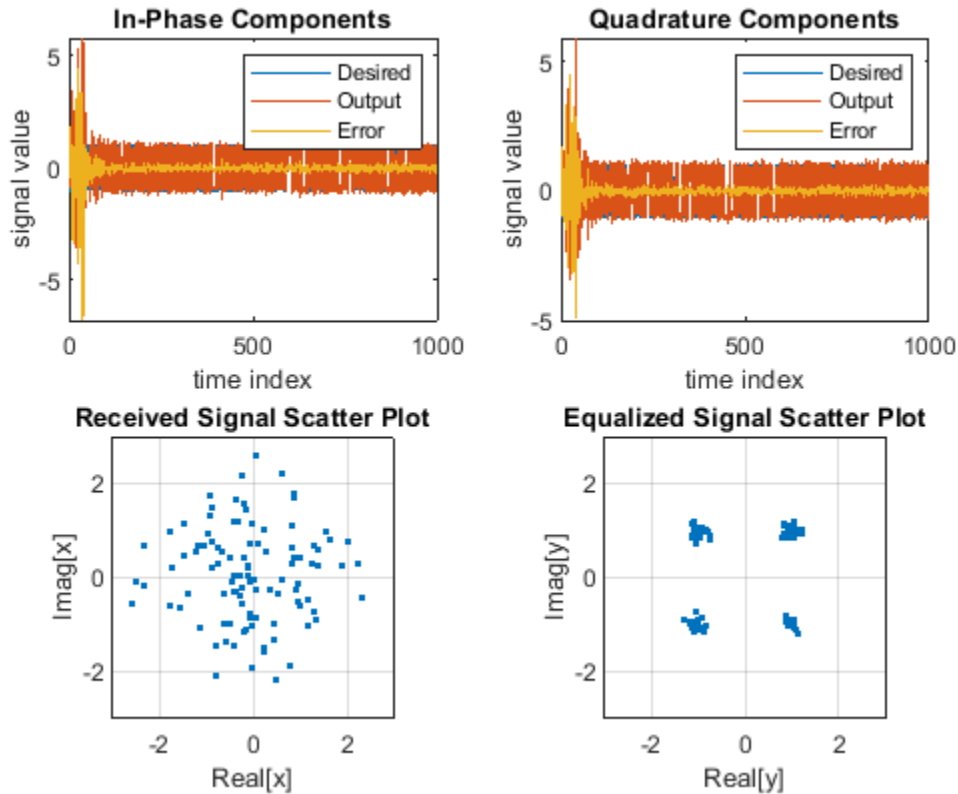 In-Phase Components
signal value
5
0
-5
Desired
Output
Error
0
500
1000
time index
Quadrature Components
signal value
5
0
-5
Desired
Output
Error
0
500
1000
time index
Received Signal Scatter Plot
Imag[x]
2
0
-2
-2
0
2
Real[x]
Equalized Signal Scatter Plot
Imag[y]
2
0
-2
-2
0
2
Real[y]